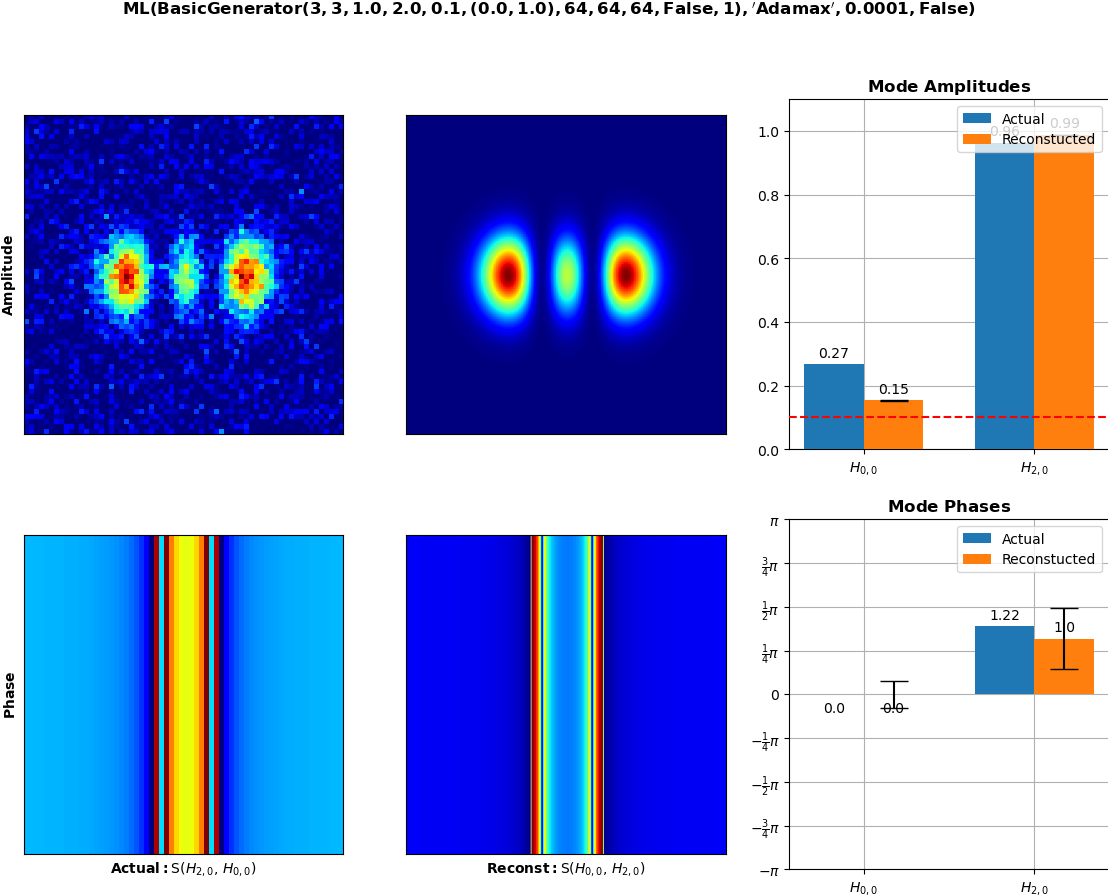 ML(BasicGenerator(3, 3, 1.0, 2.0, 0.1, (0.0, 1.0), 64, 64, 64, False, 1), ′Adamax′, 0.0001, False)
Amplitude
Mode Amplitudes
Actual
Reconstucted
0.96
0.99
0.27
0.15
1.0
0.8
0.6
0.4
0.2
0.0
H0, 0
H2, 0
Phase
Actual: S(H2, 0, H0, 0)
Reconst: S(H0, 0, H2, 0)
Mode Phases
Actual
Reconstucted
1.22
1.0
0.0
0.0
π
3/4π
1/2π
1/4π
0
−1/4π
−1/2π
−3/4π
−π
H0, 0
H2, 0